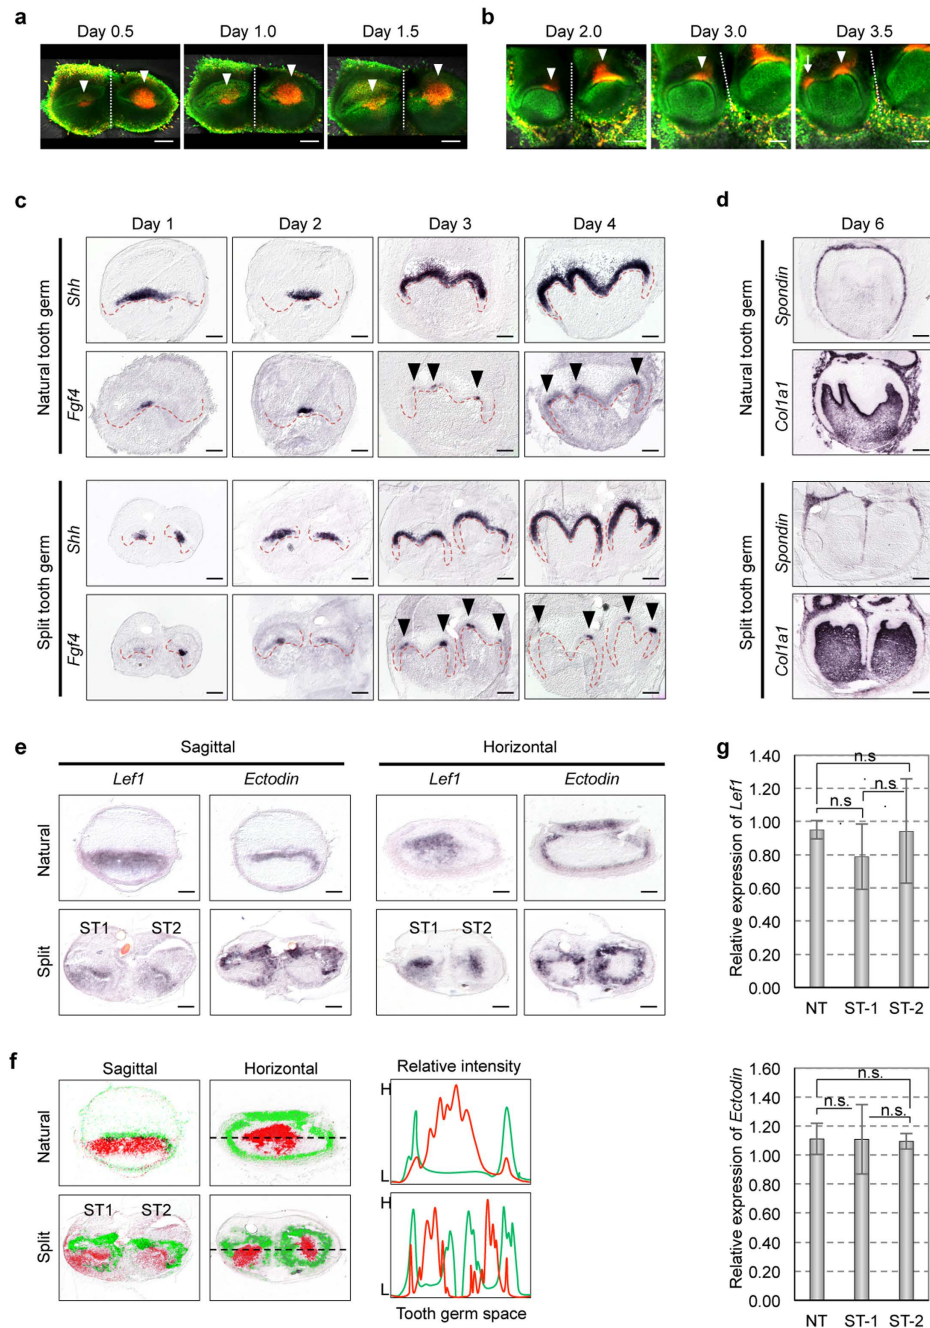 a
Day 0.5 Day 1.0 Day 1.5
b
Day 2.0 Day 3.0 Day 3.5
c
Day 1 Day 2 Day 3 Day 4
Natural tooth germ
Shh
Fgf4
Split tooth germ
Shh
Fgf4
d
Day 6
Natural tooth germ
Spondin
Col1a1
Split tooth germ
Spondin
Col1a1
e
Sagittal Horizontal
Lef1 Ectodin Lef1 Ectodin
Natural
Split
ST1 ST2 ST1 ST2
f
Sagittal Horizontal Relative intensity
Natural
H
L
Split
ST1 ST2
H
L
Tooth germ space
g
Relative expression of Lef1
1.40
1.20
1.00
0.80
0.60
0.40
0.20
0.00
n.s
n.s n.s
NT ST-1 ST-2
Relative expression of Ectodin
1.60
1.40
1.20
1.00
0.80
0.60
0.40
0.20
0.00
n.s.
n.s. n.s.
NT ST-1 ST-2